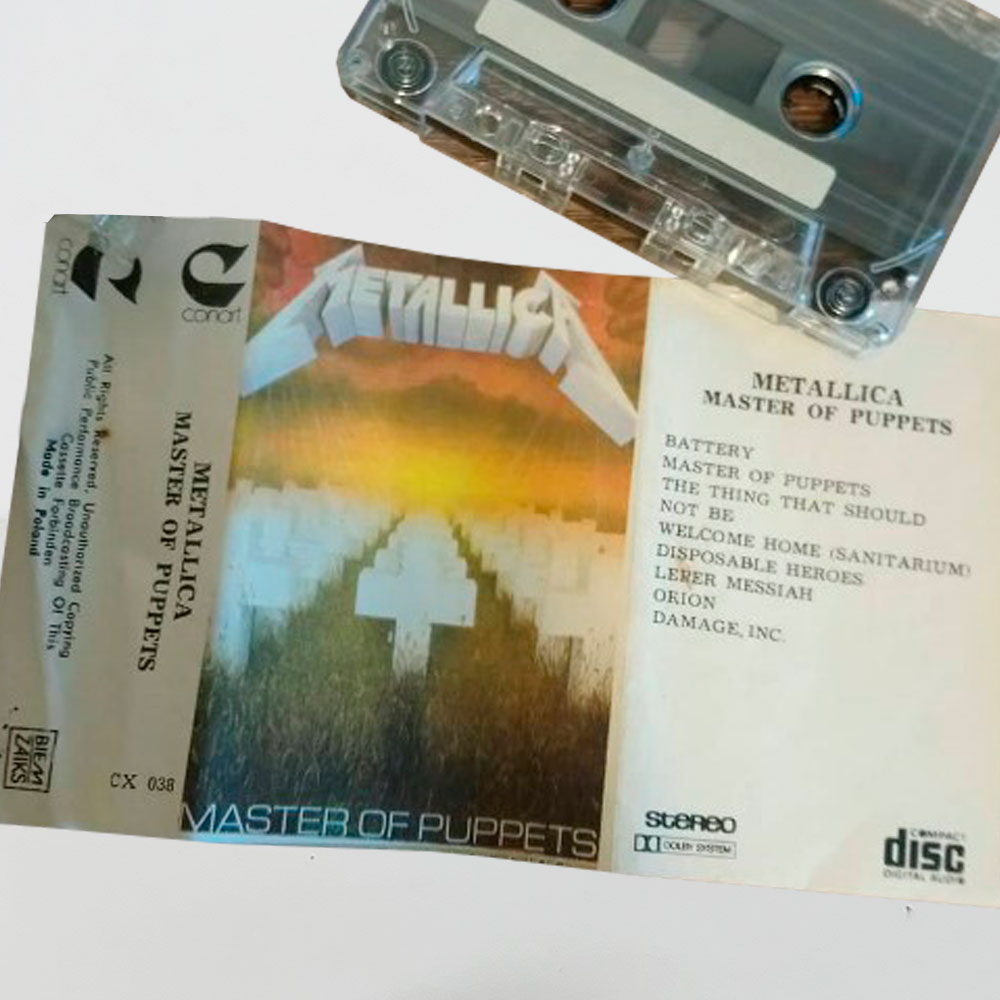 conart
conart
All Rights Reserved, Unouthorized Copying
Public Performance Broadcasting Of This
Cassette Forbinden
Made in Poland
BIEM
ZAIKS
METALLICA
MASTER OF PUPPETS
CX 038
METALLICA
MASTER OF PUPPETS
METALLICA
MASTER OF PUPPETS
BATTERY
MASTER OF PUPPETS
THE THING THAT SHOULD
NOT BE
WELCOME HOME (SANITARIUM)
DISPOSABLE HEROES
LEPER MESSIAH
ORION
DAMAGE, INC.
stereo
DOLBY SYSTEM
COMPACT
disc
DIGITAL AUDIO